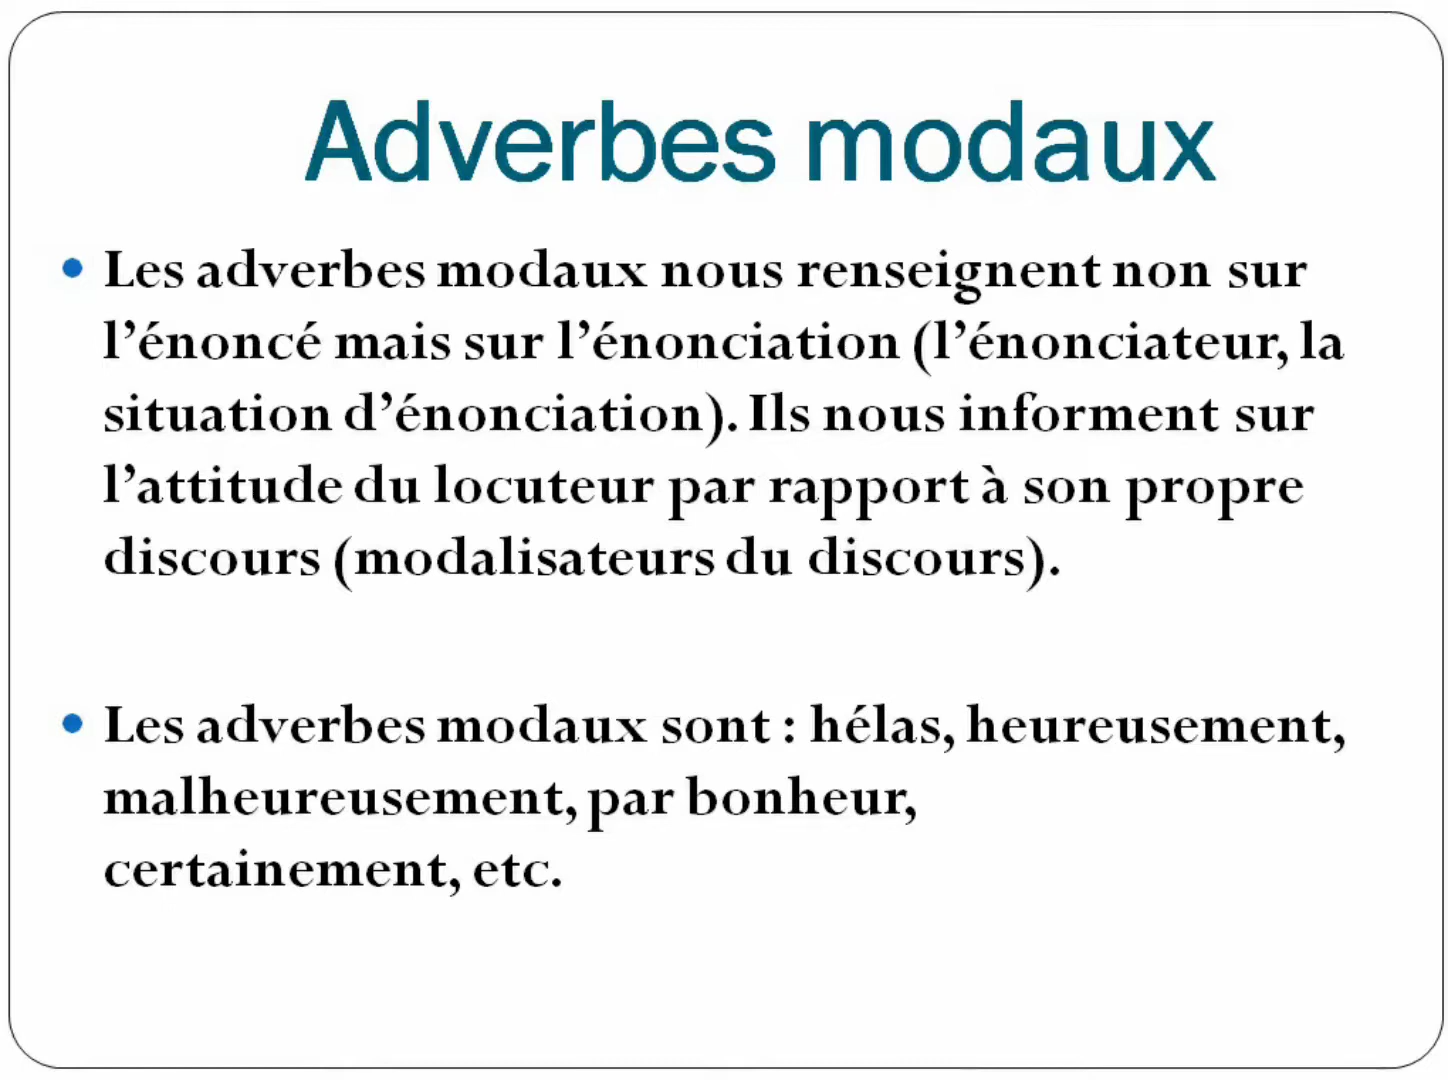 Adverbes modaux
• Les adverbes modaux nous renseignent non sur
l’énoncé mais sur l’énonciation (l’énonciateur, la
situation d’énonciation). Ils nous informent sur
l’attitude du locuteur par rapport à son propre
discours (modalisateurs du discours).
• Les adverbes modaux sont : hélas, heureusement,
malheureusement, par bonheur,
certainement, etc.